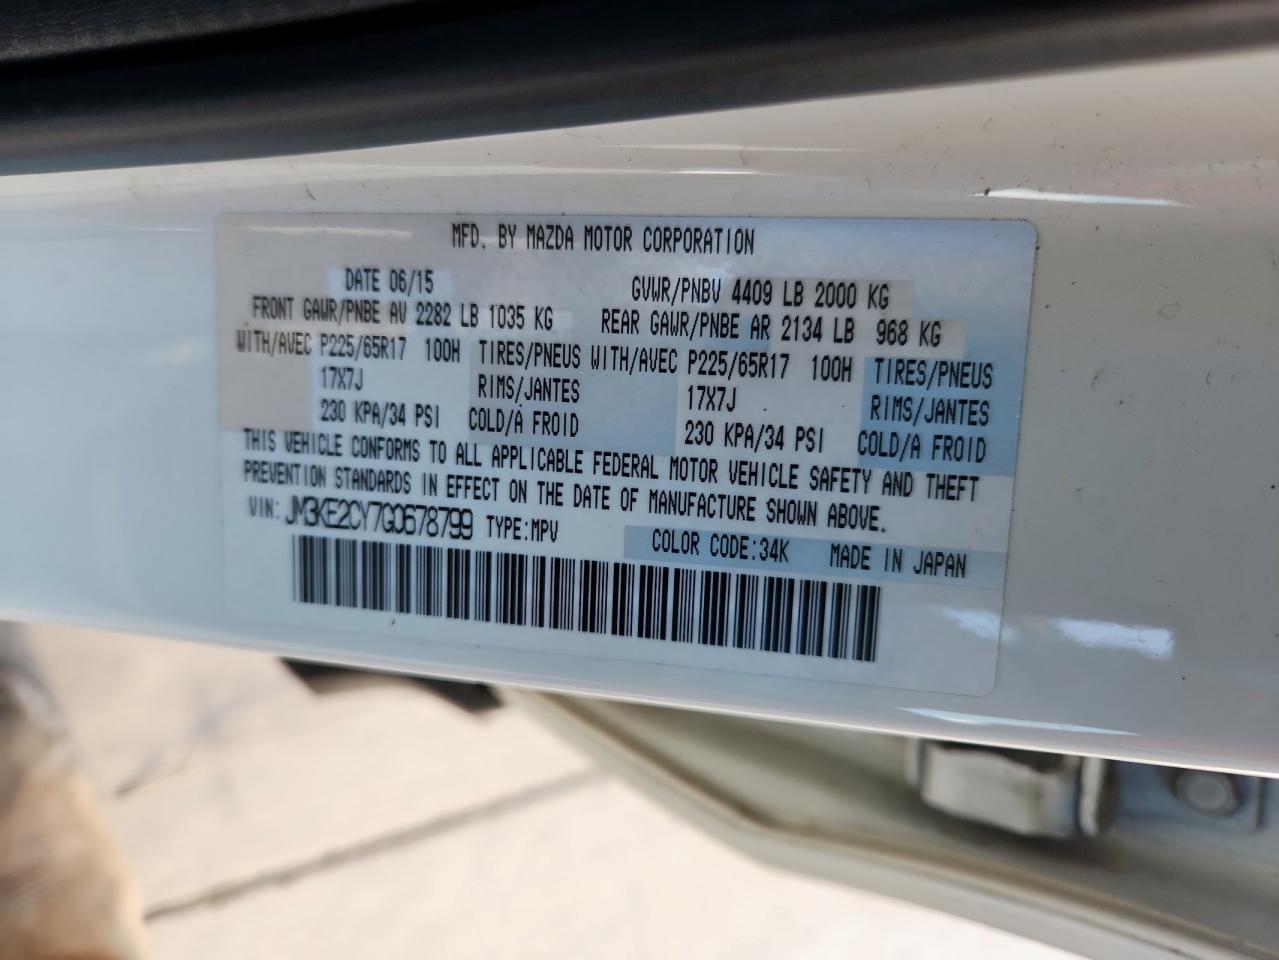 MFD. BY MAZDA MOTOR CORPORATION
DATE 06/15 GVWR/PNBV 4409 LB 2000 KG
FRONT GAWR/PNBE AV 2282 LB 1035 KG REAR GAWR/PNBE AR 2134 LB 968 KG
WITH/AVEC P225/65R17 100H TIRES/PNEUS WITH/AVEC P225/65R17 100H TIRES/PNEUS
17X7J RIMS/JANTES 17X7J RIMS/JANTES
230 KPA/34 PSI COLD/A FROID 230 KPA/34 PSI COLD/A FROID
THIS VEHICLE CONFORMS TO ALL APPLICABLE FEDERAL MOTOR VEHICLE SAFETY AND THEFT
PREVENTION STANDARDS IN EFFECT ON THE DATE OF MANUFACTURE SHOWN ABOVE.
VIN: JM3KE2CY7G0678799 TYPE:MPV COLOR CODE:34K MADE IN JAPAN